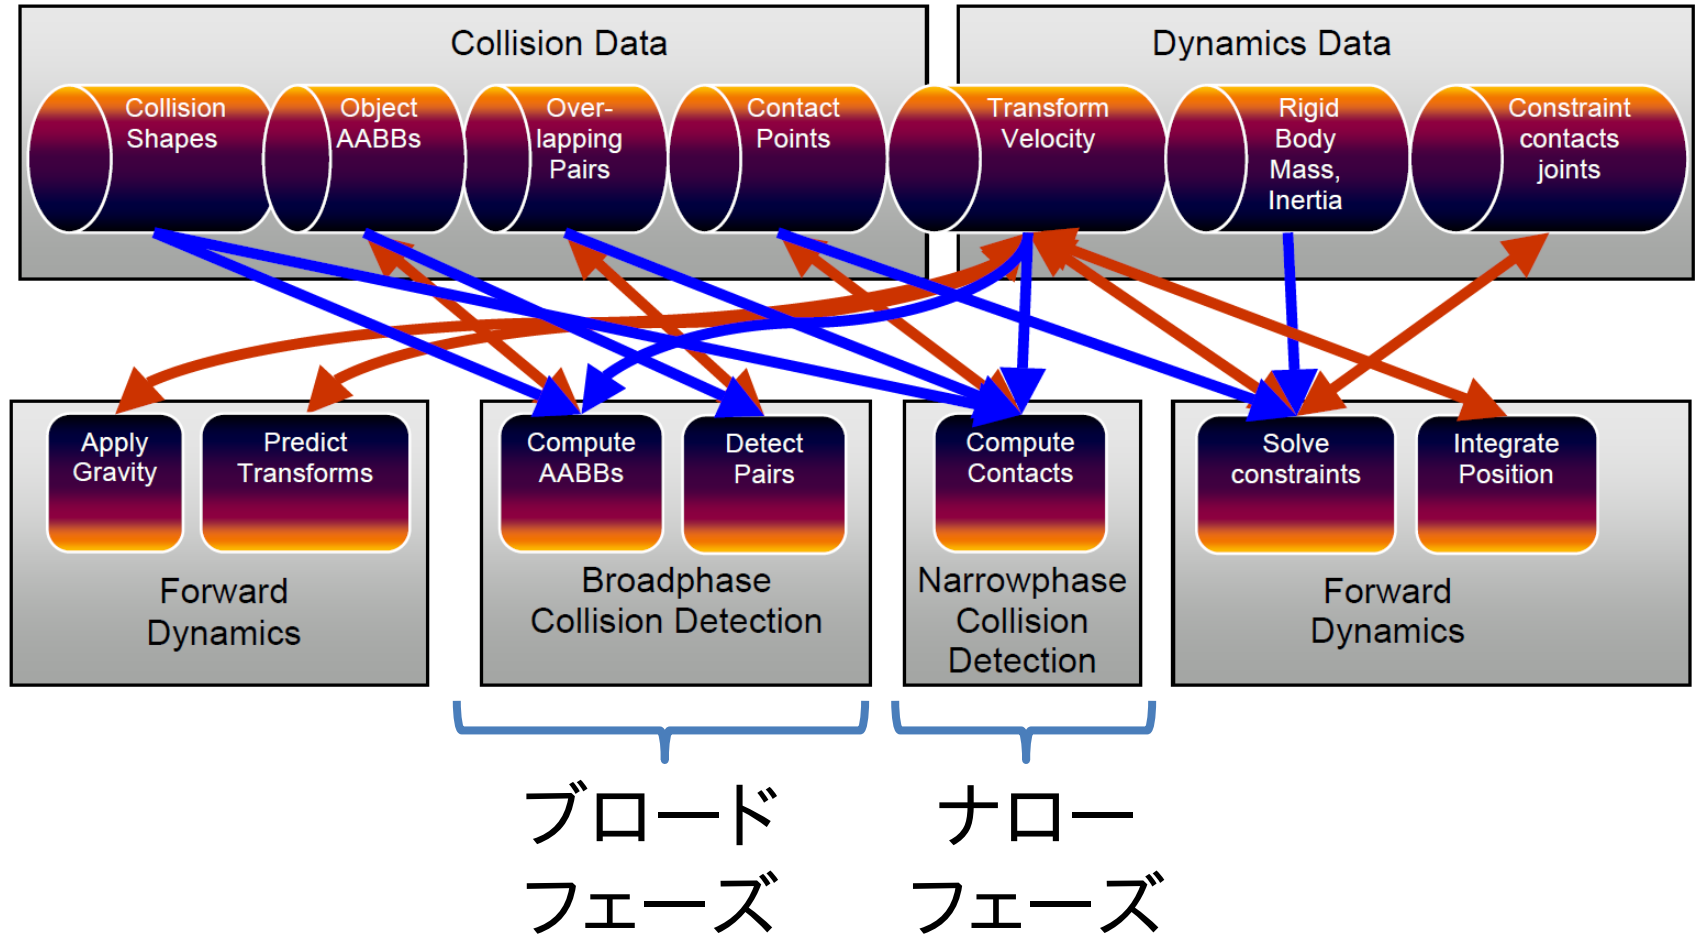 Collision Data
Dynamics Data
Collision
Shapes
Object
AABBs
Over-
lapping
Pairs
Contact
Points
Transform
Velocity
Rigid
Body
Mass,
Inertia
Constraint
contacts
joints
Apply
Gravity
Predict
Transforms
Compute
AABBs
Detect
Pairs
Compute
Contacts
Solve
constraints
Integrate
Position
Forward
Dynamics
Broadphase
Collision Detection
Narrowphase
Collision
Detection
Forward
Dynamics
ブロード
フェーズ
ナロー
フェーズ